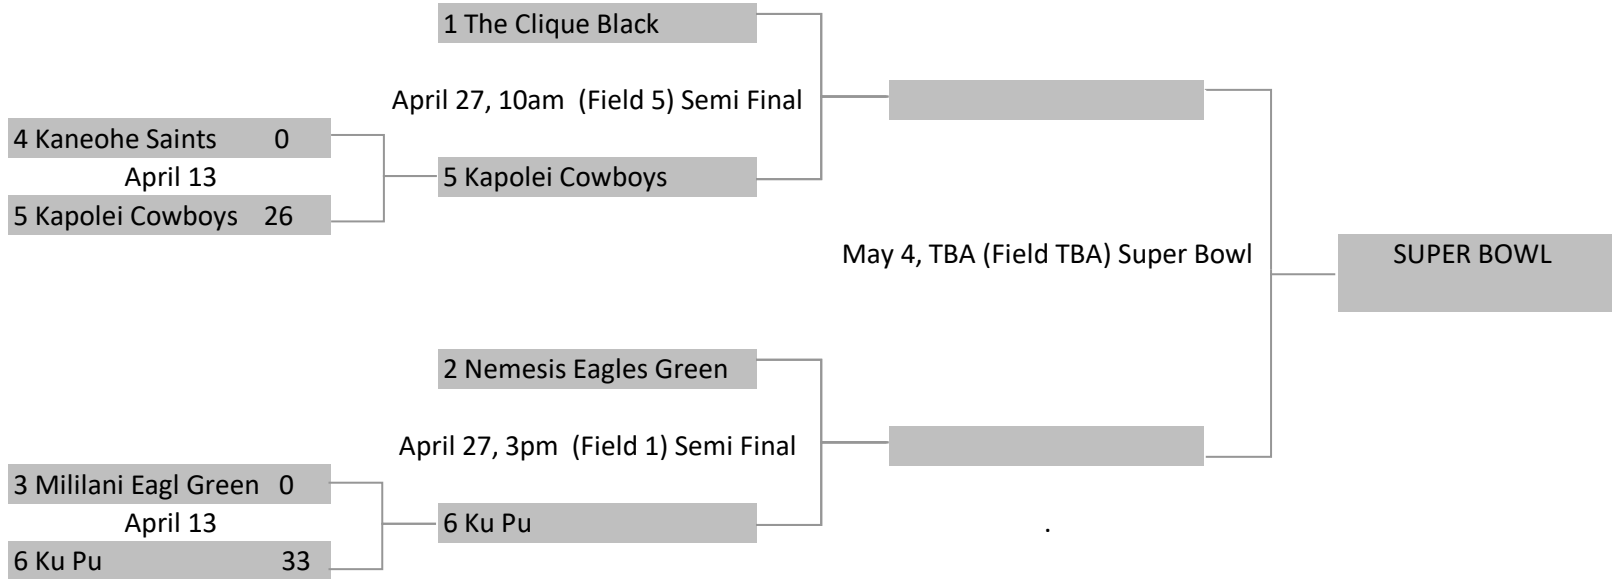 1 The Clique Black
April 27, 10am (Field 5) Semi Final
4 Kaneohe Saints 0
April 13
5 Kapolei Cowboys
5 Kapolei Cowboys 26
May 4, TBA (Field TBA) Super Bowl
SUPER BOWL
2 Nemesis Eagles Green
April 27, 3pm (Field 1) Semi Final
3 Mililani Eagl Green 0
April 13
6 Ku Pu
.
6 Ku Pu 33